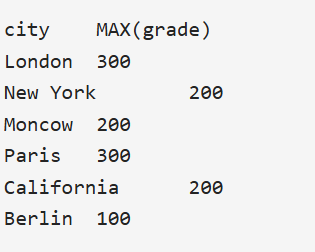 city MAX(grade)
London 300
New York 200
Moncow 200
Paris 300
California 200
Berlin 100